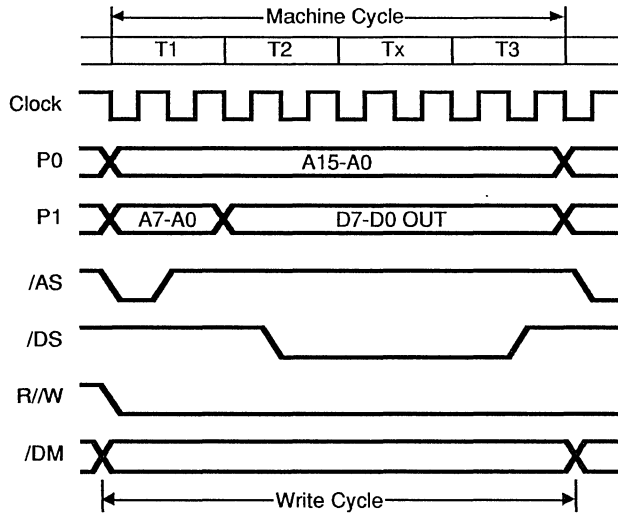 Machine Cycle
T1 T2 Tx T3
Clock
P0 A15-A0
P1 A7-A0 D7-D0 OUT
/AS
/DS
R//W
/DM
Write Cycle